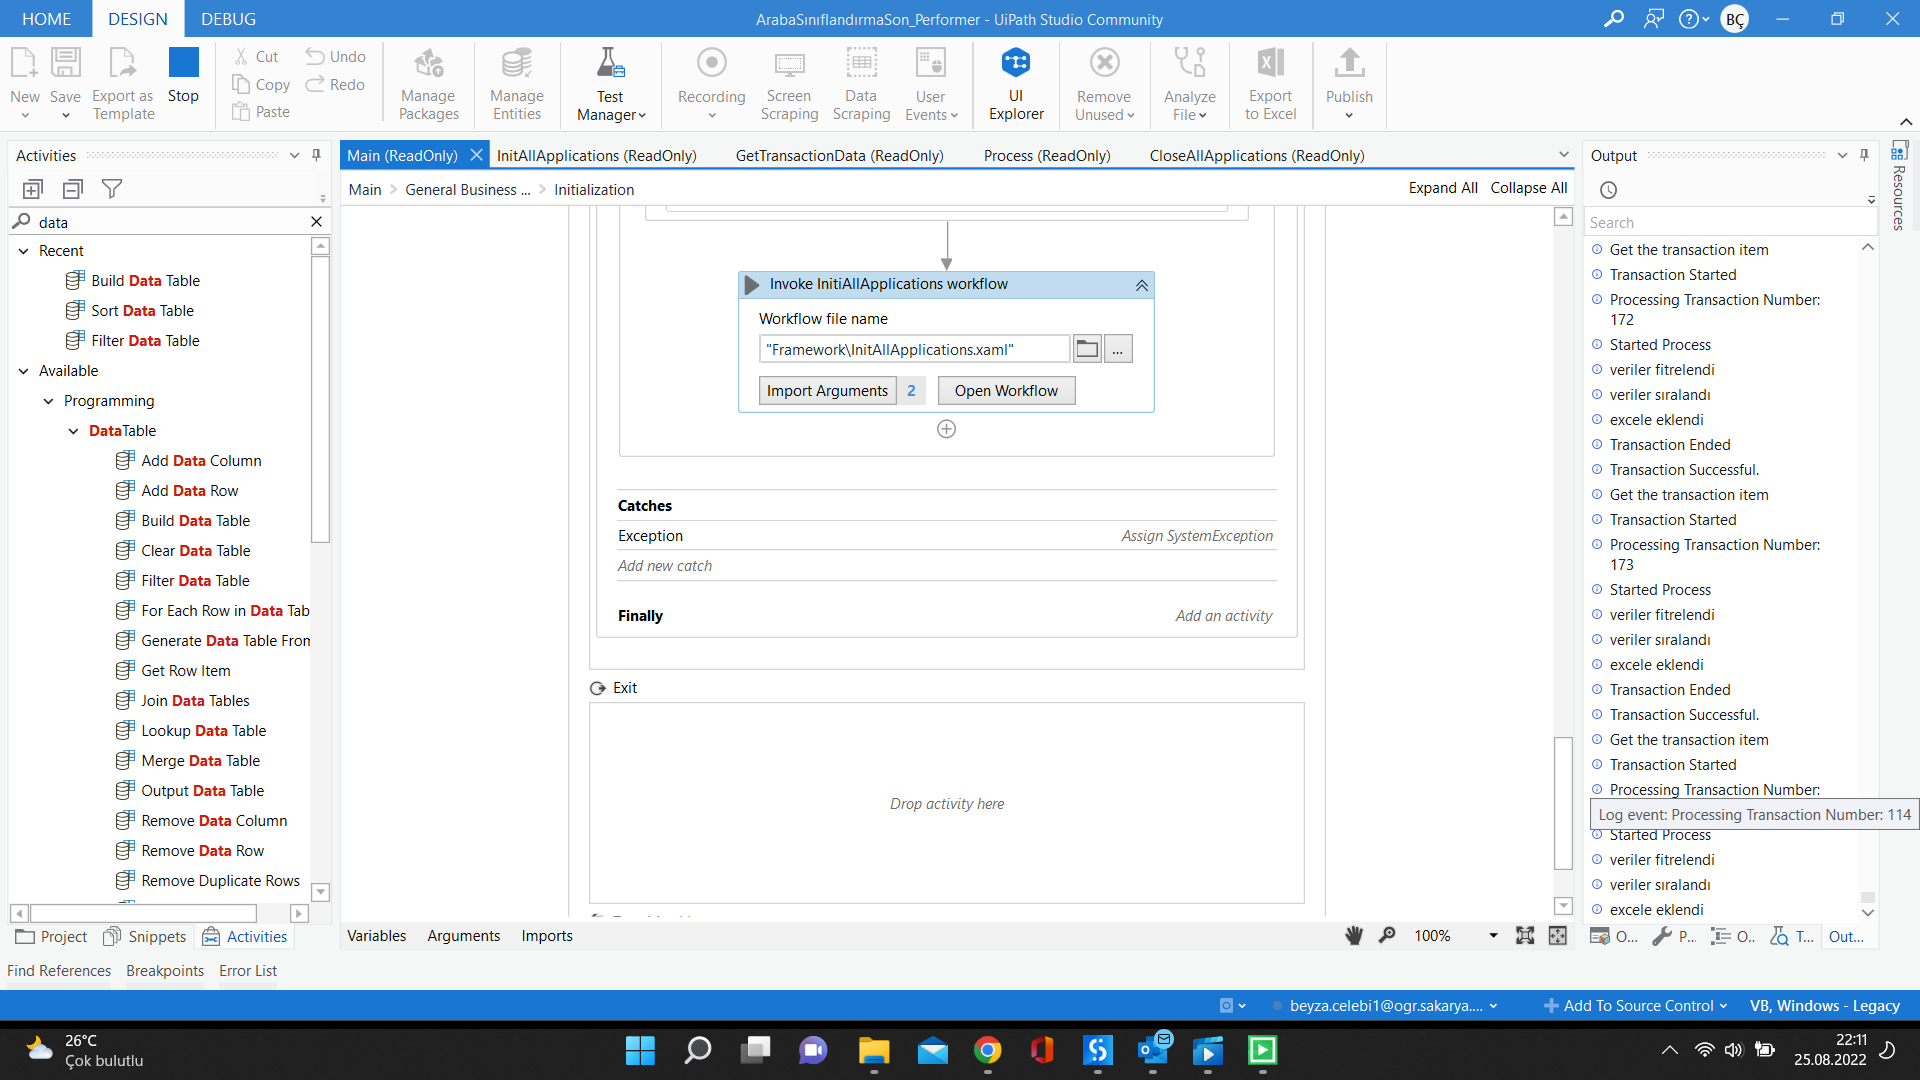 HOME
DESIGN
DEBUG
ArabaSınıflandırmaSon_Performer - UiPath Studio Community
BÇ
New
Save
Export as
Template
Stop
Cut
Copy
Paste
Undo
Redo
Manage
Packages
Manage
Entities
Test
Manager
Recording
Screen
Scraping
Data
Scraping
User
Events
UI
Explorer
Remove
Unused
Analyze
File
Export
to Excel
Publish
Activities
data
Recent
Build Data Table
Sort Data Table
Filter Data Table
Available
Programming
DataTable
Add Data Column
Add Data Row
Build Data Table
Clear Data Table
Filter Data Table
For Each Row in Data Tab
Generate Data Table From
Get Row Item
Join Data Tables
Lookup Data Table
Merge Data Table
Output Data Table
Remove Data Column
Remove Data Row
Remove Duplicate Rows
Project
Snippets
Activities
Main (ReadOnly)
InitAllApplications (ReadOnly)
GetTransactionData (ReadOnly)
Process (ReadOnly)
CloseAllApplications (ReadOnly)
Main > General Business ... > Initialization
Expand All
Collapse All
Invoke InitiAllApplications workflow
Workflow file name
"Framework\InitAllApplications.xaml"
...
Import Arguments
2
Open Workflow
Catches
Exception
Assign SystemException
Add new catch
Finally
Add an activity
Exit
Drop activity here
Variables
Arguments
Imports
100%
Output
Search
Get the transaction item
Transaction Started
Processing Transaction Number:
172
Started Process
veriler fitrelendi
veriler sıralandı
excele eklendi
Transaction Ended
Transaction Successful.
Get the transaction item
Transaction Started
Processing Transaction Number:
173
Started Process
veriler fitrelendi
veriler sıralandı
excele eklendi
Transaction Ended
Transaction Successful.
Get the transaction item
Transaction Started
Processing Transaction Number:
Log event: Processing Transaction Number: 114
Started Process
veriler fitrelendi
veriler sıralandı
excele eklendi
O...
P...
O..
T...
Out...
Resources
Find References
Breakpoints
Error List
beyza.celebi1@ogr.sakarya....
Add To Source Control
VB, Windows - Legacy
26°C
Çok bulutlu
22:11
25.08.2022